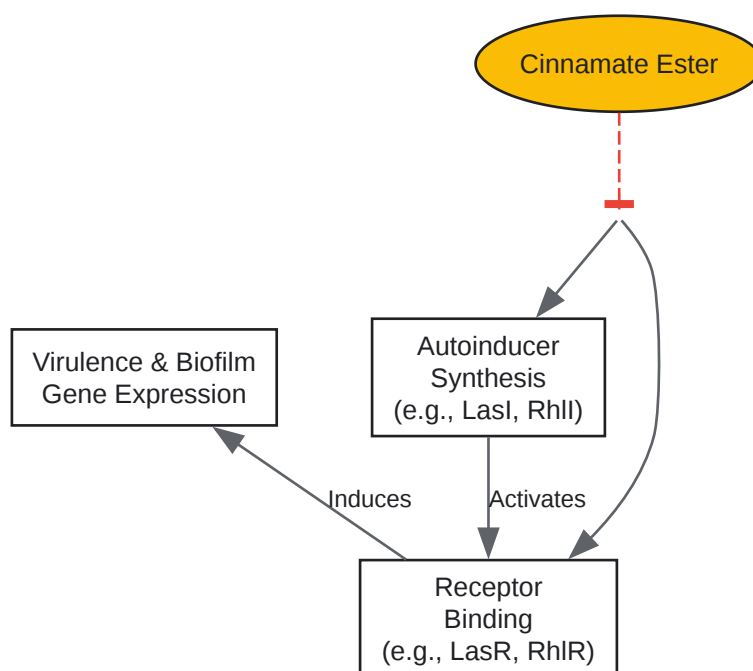 Cinnamate Ester
Autoinducer
Synthesis
(e.g., LasI, RhlI)
Virulence & Biofilm
Gene Expression
Induces
Activates
Receptor
Binding
(e.g., LasR, RhlR)